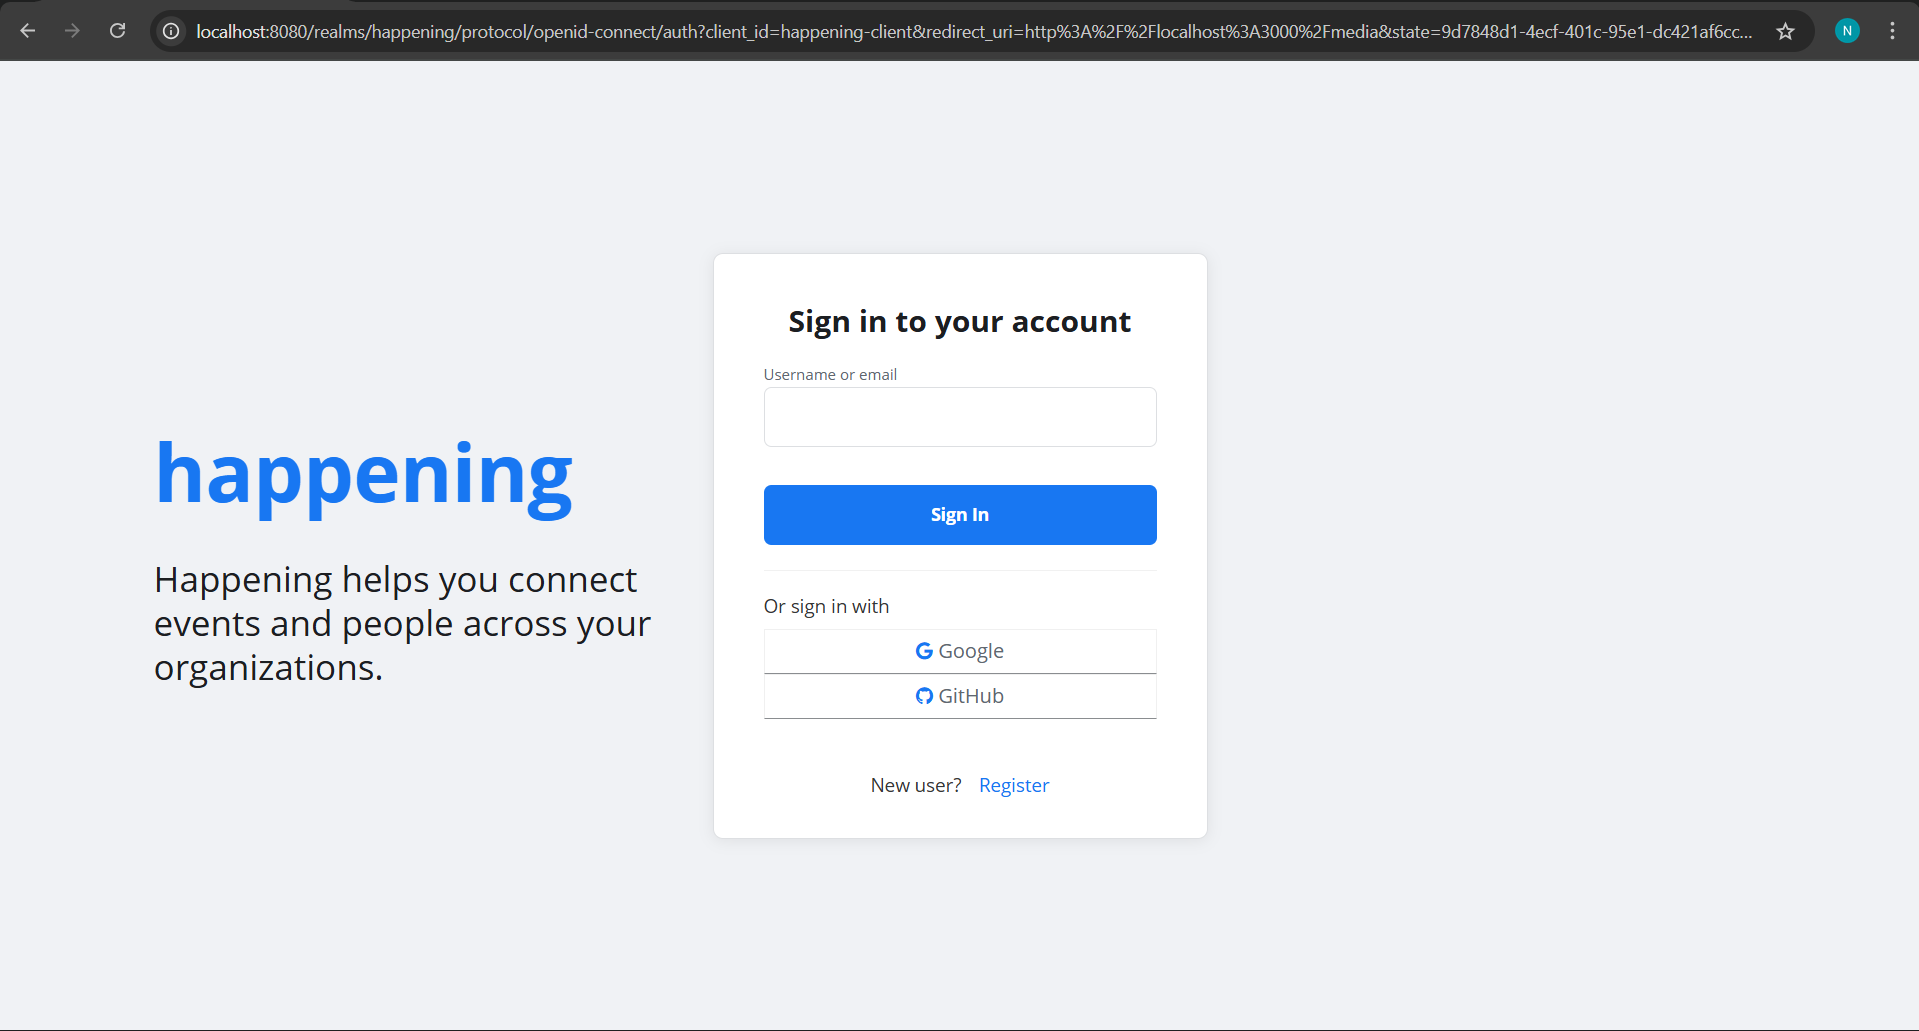 localhost:8080/realms/happening/protocol/openid-connect/auth?client_id=happening-client&redirect_uri=http%3A%2F%2Flocalhost%3A3000%2Fmedia&state=9d7848d1-4ecf-401c-95e1-dc421af6cc...
N
Sign in to your account
Username or email
Sign In
happening
Happening helps you connect
events and people across your
organizations.
Or sign in with
Google
GitHub
New user? Register